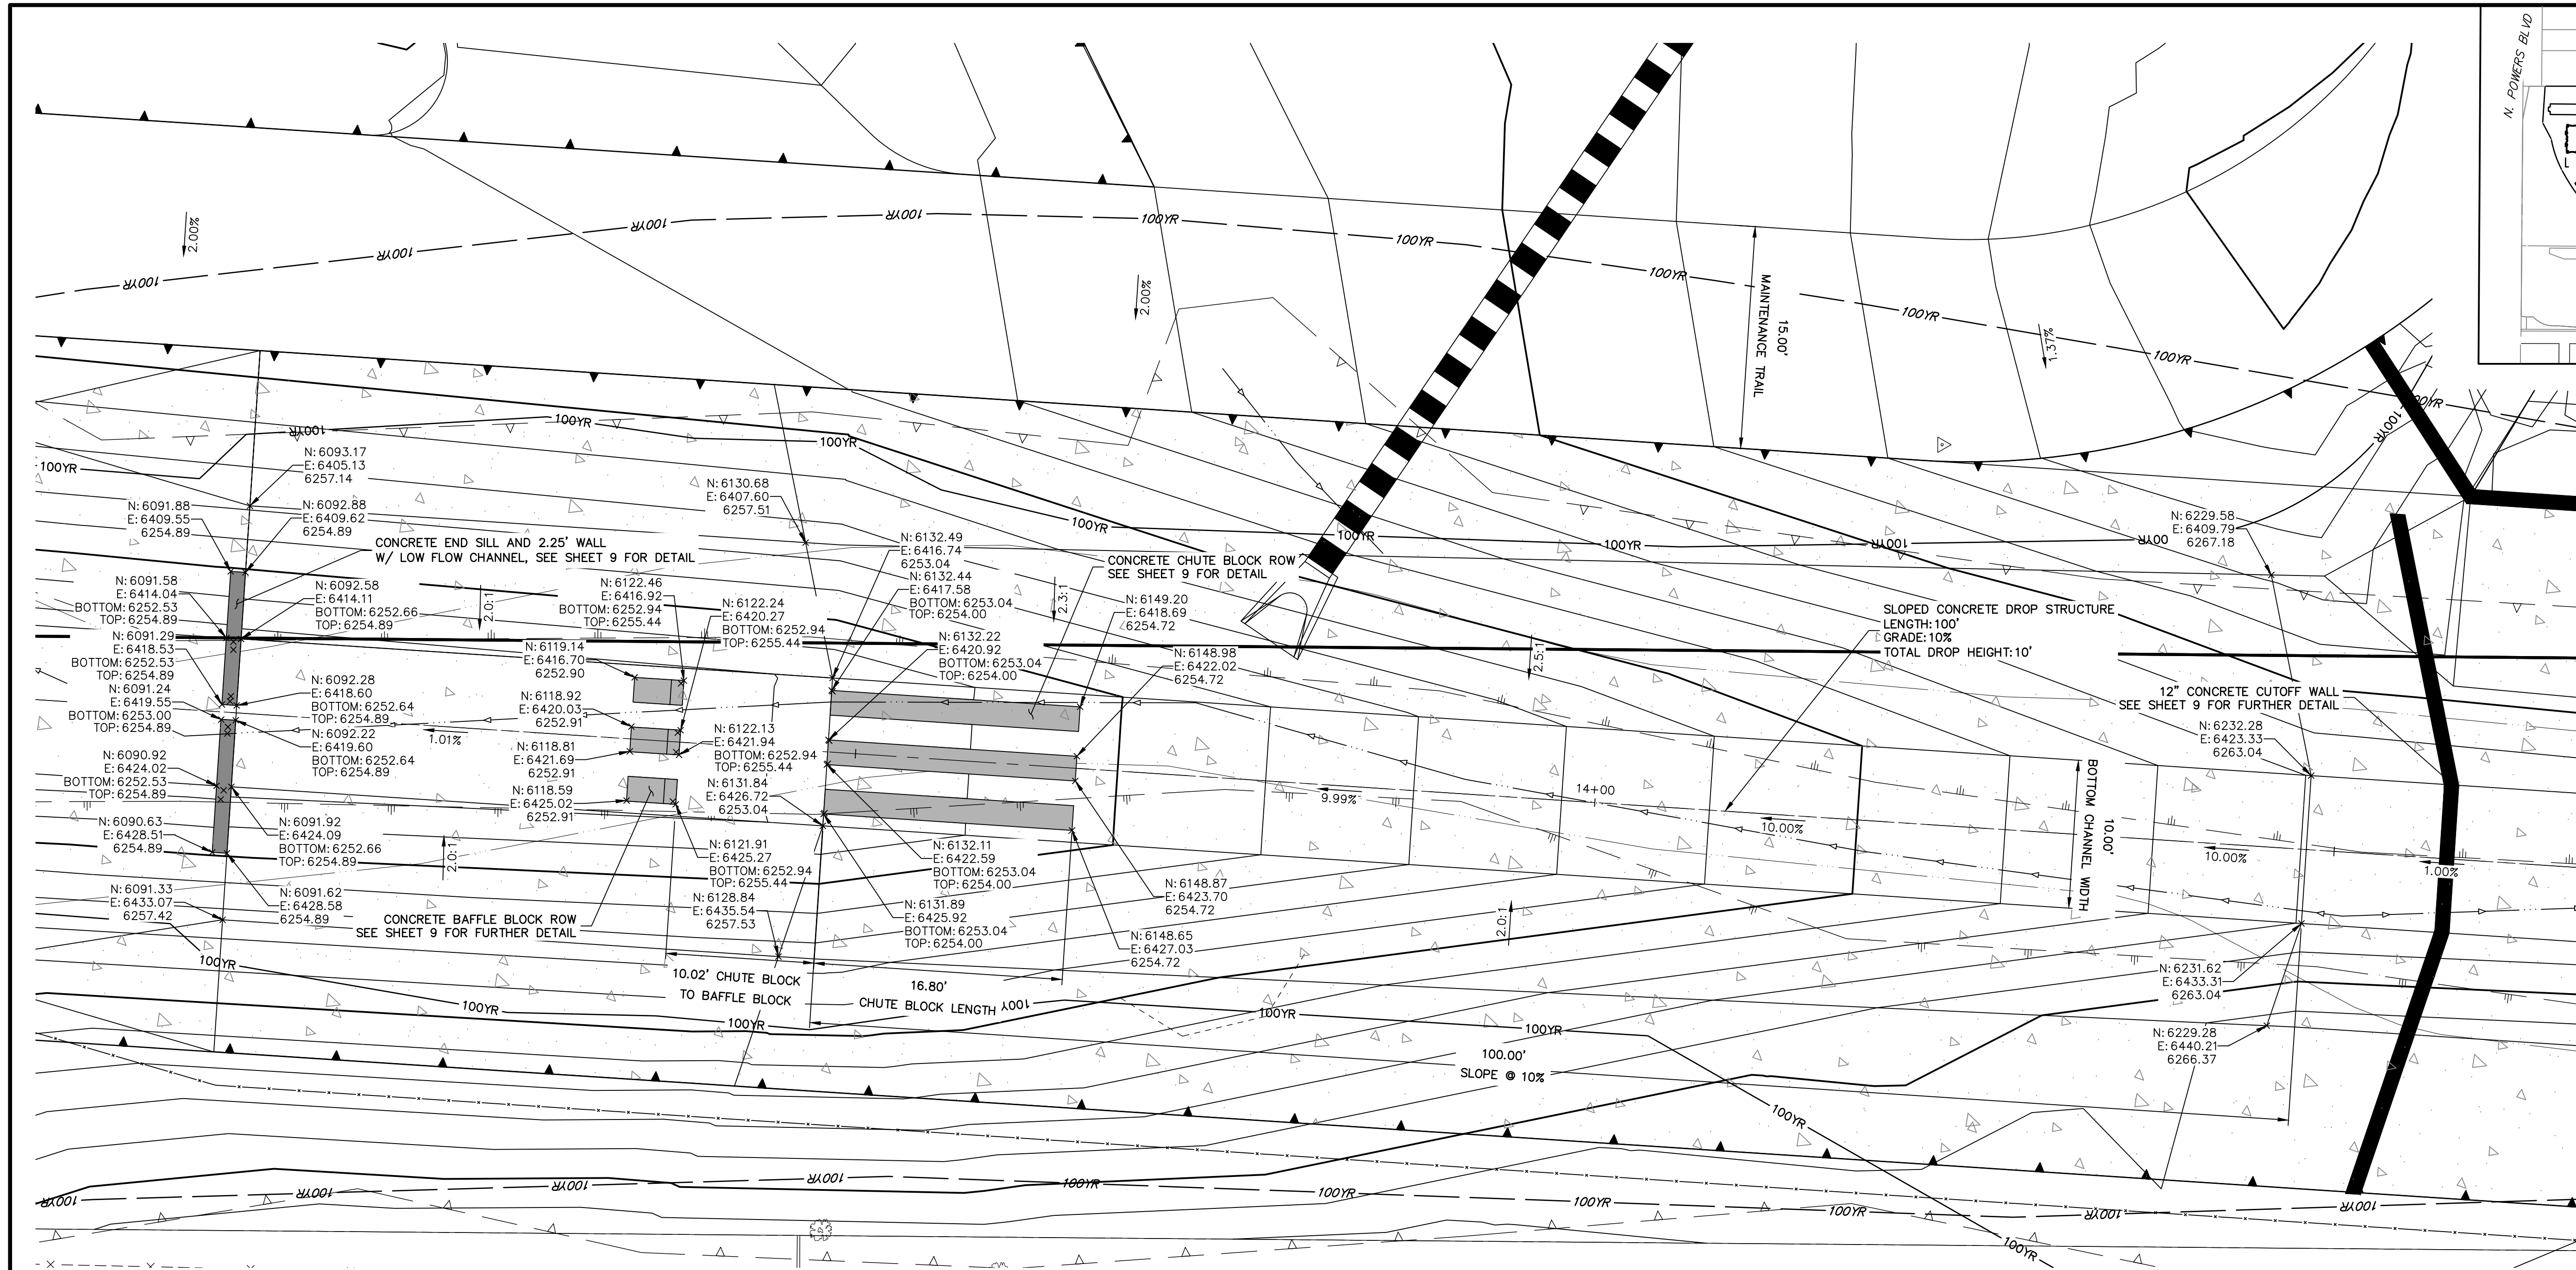 N. POWERS BLVD
2.00%
100YR
100YR
100YR
100YR
100YR
100YR
100YR
100YR
100YR
100YR
2.00%
15.00'
MAINTENANCE TRAIL
1.37%
100YR
100YR
100YR
100YR
100YR
100YR
100YR
100YR
100YR
N: 6093.17
E: 6405.13
6257.14
N: 6091.88
E: 6409.55
6254.89
N: 6092.88
E: 6409.62
6254.89
CONCRETE END SILL AND 2.25' WALL
W/ LOW FLOW CHANNEL, SEE SHEET 9 FOR DETAIL
N: 6130.68
E: 6407.60
6257.51
N: 6132.49
E: 6416.74
6253.04
N: 6132.44
E: 6417.58
BOTTOM: 6253.04
TOP: 6254.00
CONCRETE CHUTE BLOCK ROW
SEE SHEET 9 FOR DETAIL
N: 6229.58
E: 6409.79
6267.18
N: 6091.58
E: 6414.04
BOTTOM: 6252.53
TOP: 6254.89
N: 6092.58
E: 6414.11
BOTTOM: 6252.66
TOP: 6254.89
2.0:1
N: 6122.46
E: 6416.92
BOTTOM: 6252.94
TOP: 6255.44
N: 6122.24
E: 6420.27
BOTTOM: 6252.94
TOP: 6255.44
2.3:1
N: 6149.20
E: 6418.69
6254.72
SLOPED CONCRETE DROP STRUCTURE
LENGTH: 100'
GRADE: 10%
TOTAL DROP HEIGHT: 10'
N: 6091.29
E: 6418.53
BOTTOM: 6252.53
TOP: 6254.89
N: 6119.14
E: 6416.70
6252.90
N: 6132.22
E: 6420.92
BOTTOM: 6253.04
TOP: 6254.00
N: 6148.98
E: 6422.02
6254.72
2.5:1
12" CONCRETE CUTOFF WALL
SEE SHEET 9 FOR FURTHER DETAIL
N: 6091.24
E: 6419.55
BOTTOM: 6253.00
TOP: 6254.89
N: 6092.28
E: 6418.60
BOTTOM: 6252.64
TOP: 6254.89
N: 6118.92
E: 6420.03
6252.91
N: 6092.22
E: 6419.60
BOTTOM: 6252.64
TOP: 6254.89
1.01%
N: 6122.13
E: 6421.94
BOTTOM: 6252.94
TOP: 6255.44
N: 6118.81
E: 6421.69
6252.91
N: 6232.28
E: 6423.33
6263.04
N: 6090.92
E: 6424.02
BOTTOM: 6252.53
TOP: 6254.89
N: 6118.59
E: 6425.02
6252.91
N: 6131.84
E: 6426.72
6253.04
9.99%
14+00
10.00%
10.00'
BOTTOM CHANNEL WIDTH
10.00%
1.00%
N: 6090.63
E: 6428.51
6254.89
N: 6091.92
E: 6424.09
BOTTOM: 6252.66
TOP: 6254.89
2.0:1
N: 6121.91
E: 6425.27
BOTTOM: 6252.94
TOP: 6255.44
N: 6132.11
E: 6422.59
BOTTOM: 6253.04
TOP: 6254.00
N: 6148.87
E: 6423.70
6254.72
N: 6091.33
E: 6433.07
6257.42
N: 6091.62
E: 6428.58
6254.89
CONCRETE BAFFLE BLOCK ROW
SEE SHEET 9 FOR FURTHER DETAIL
N: 6128.84
E: 6435.54
6257.53
N: 6131.89
E: 6425.92
BOTTOM: 6253.04
TOP: 6254.00
N: 6148.65
E: 6427.03
6254.72
2.0:1
N: 6231.62
E: 6433.31
6263.04
100YR
10.02' CHUTE BLOCK
TO BAFFLE BLOCK
16.80'
CHUTE BLOCK LENGTH
100YR
100YR
100YR
100YR
100YR
N: 6229.28
E: 6440.21
6266.37
100.00'
SLOPE @ 10%
100YR
100YR
100YR
100YR
100YR
100YR
100YR
100YR
100YR
100YR
100YR
100YR
100YR